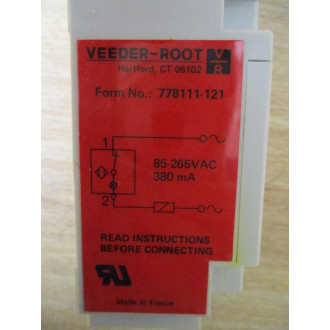 VEEDER-ROOT
Hartford, CT 06102
V
R
Form No.: 778111-121
1
85-265VAC
380 mA
2
READ INSTRUCTIONS
BEFORE CONNECTING
RU
Made in France